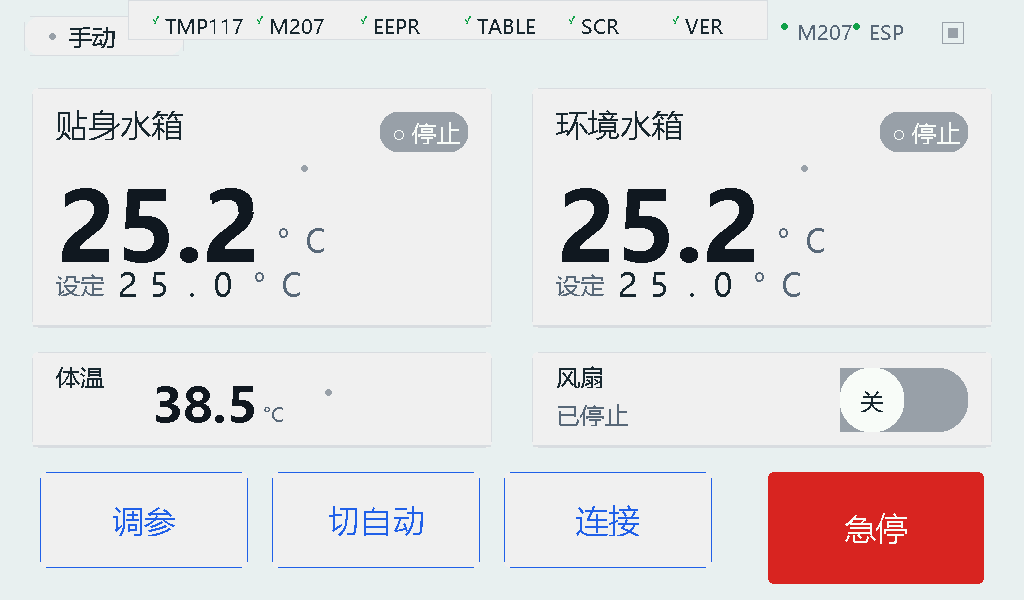 手动 ✓TMP117 ✓M207 ✓EEPR ✓TABLE ✓SCR ✓VER M207 ESP
贴身水箱 停止
25.2 °C
设定 25.0 °C
环境水箱 停止
25.2 °C
设定 25.0 °C
体温 38.5 °C
风扇
已停止
关
调参 切自动 连接 急停